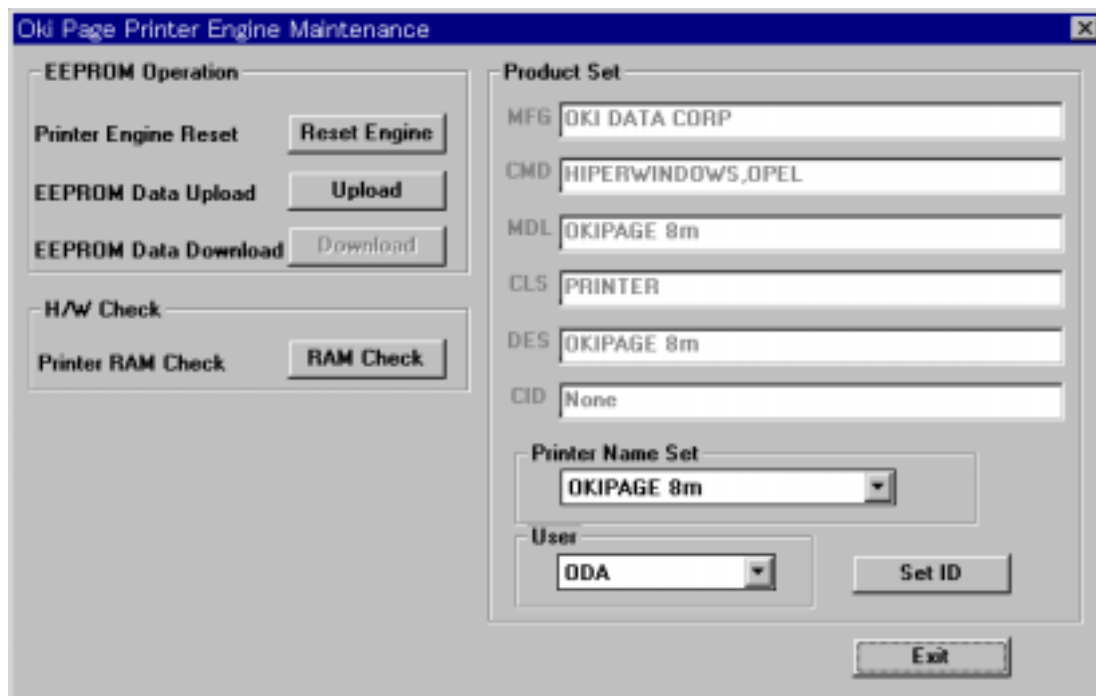 Oki Page Printer Engine Maintenance
EEPROM Operation
Printer Engine Reset
Reset Engine
EEPROM Data Upload
Upload
EEPROM Data Download
Download
H/W Check
Printer RAM Check
RAM Check
Product Set
MFG OKI DATA CORP
CMD HIPERWINDOWS,OPEL
MDL OKIPAGE 8m
CLS PRINTER
DES OKIPAGE 8m
CID None
Printer Name Set
OKIPAGE 8m
User
ODA
Set ID
Exit